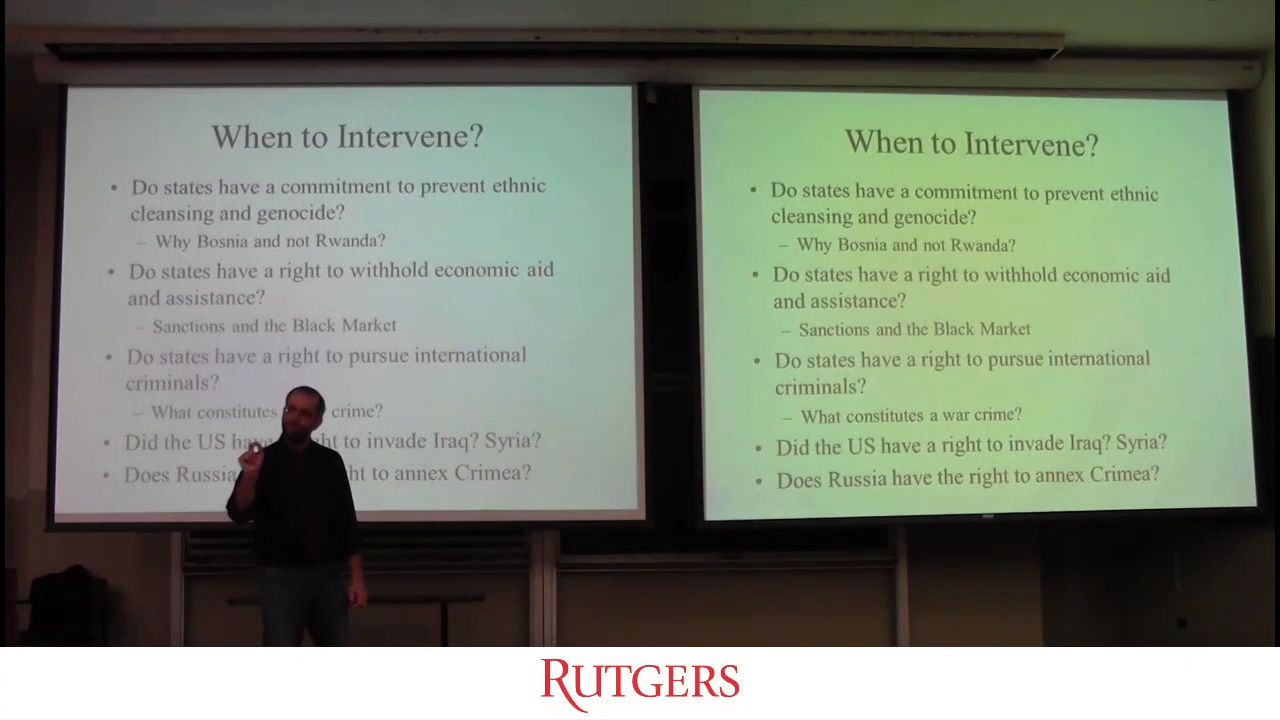 When to Intervene?
• Do states have a commitment to prevent ethnic
cleansing and genocide?
– Why Bosnia and not Rwanda?
• Do states have a right to withhold economic aid
and assistance?
– Sanctions and the Black Market
• Do states have a right to pursue international
criminals?
– What constitutes crime?
• Did the US have right to invade Iraq? Syria?
• Does Russia right to annex Crimea?
When to Intervene?
• Do states have a commitment to prevent ethnic
cleansing and genocide?
– Why Bosnia and not Rwanda?
• Do states have a right to withhold economic aid
and assistance?
– Sanctions and the Black Market
• Do states have a right to pursue international
criminals?
– What constitutes a war crime?
• Did the US have a right to invade Iraq? Syria?
• Does Russia have the right to annex Crimea?
RUTGERS